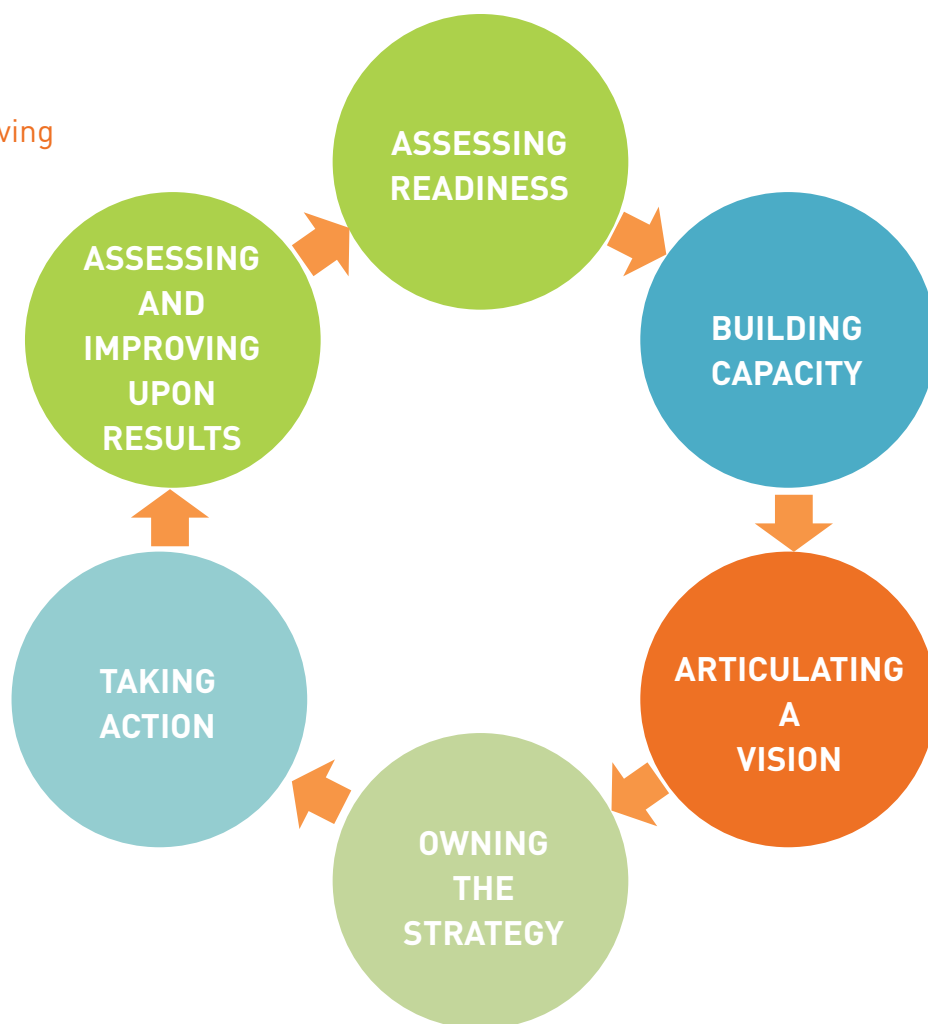 ving
ASSESSING
READINESS
BUILDING
CAPACITY
ARTICULATING
A
VISION
OWNING
THE
STRATEGY
TAKING
ACTION
ASSESSING
AND
IMPROVING
UPON
RESULTS